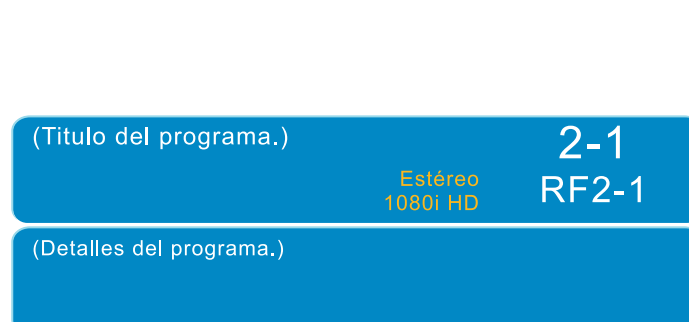 (Titulo del programa.)
2-1
Estéreo
RF2-1
1080i HD
(Detalles del programa.)